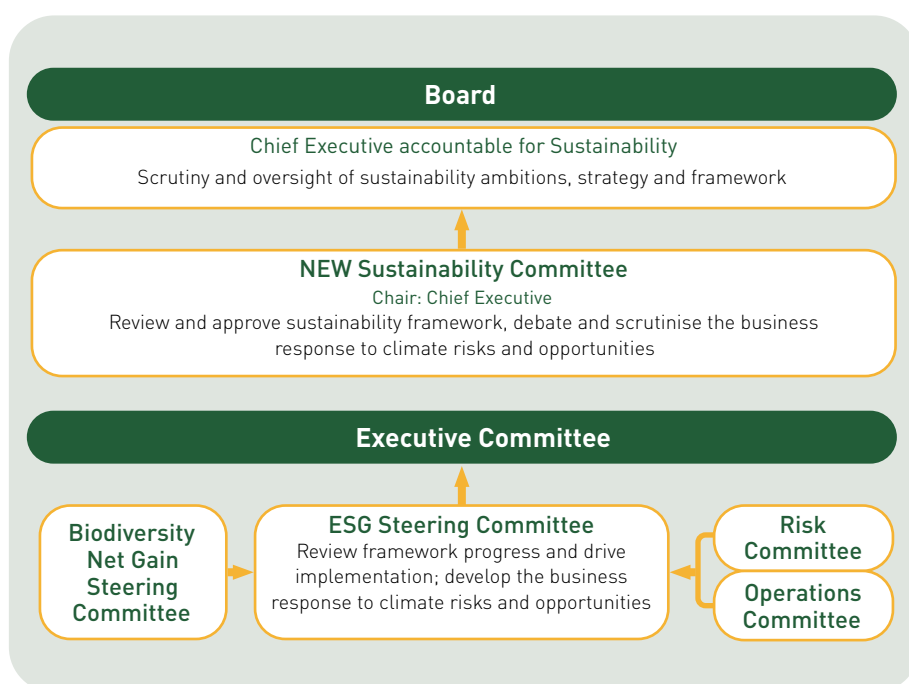 Board
Chief Executive accountable for Sustainability
Scrutiny and oversight of sustainability ambitions, strategy and framework
NEW Sustainability Committee
Chair: Chief Executive
Review and approve sustainability framework, debate and scrutinise the business
response to climate risks and opportunities
Executive Committee
Biodiversity
Net Gain
Steering
Committee
ESG Steering Committee
Review framework progress and drive
implementation; develop the business
response to climate risks and opportunities
Risk
Committee
Operations
Committee